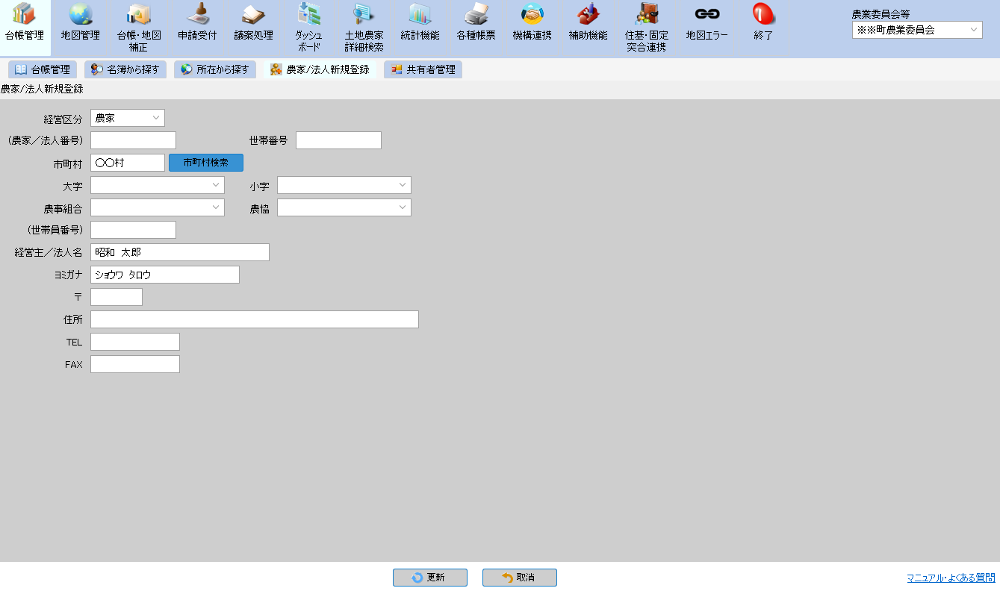 台帳管理 地図管理 台帳・地図補正 申請受付 議案処理 ダッシュボード 土地農家詳細検索 統計機能 各種帳票 機構連携 補助機能 住基・固定突合連携 地図エラー 終了
農業委員会等
※※町農業委員会
台帳管理 名簿から探す 所在から探す 農家/法人新規登録 共有者管理
農家/法人新規登録
経営区分 農家
(農家／法人番号) 世帯番号
市町村 〇〇村 市町村検索
大字 小字
農事組合 農協
(世帯員番号)
経営主／法人名 昭和 太郎
ヨミガナ ショウワ タロウ
〒
住所
TEL
FAX
更新 取消
マニュアル・よくある質問